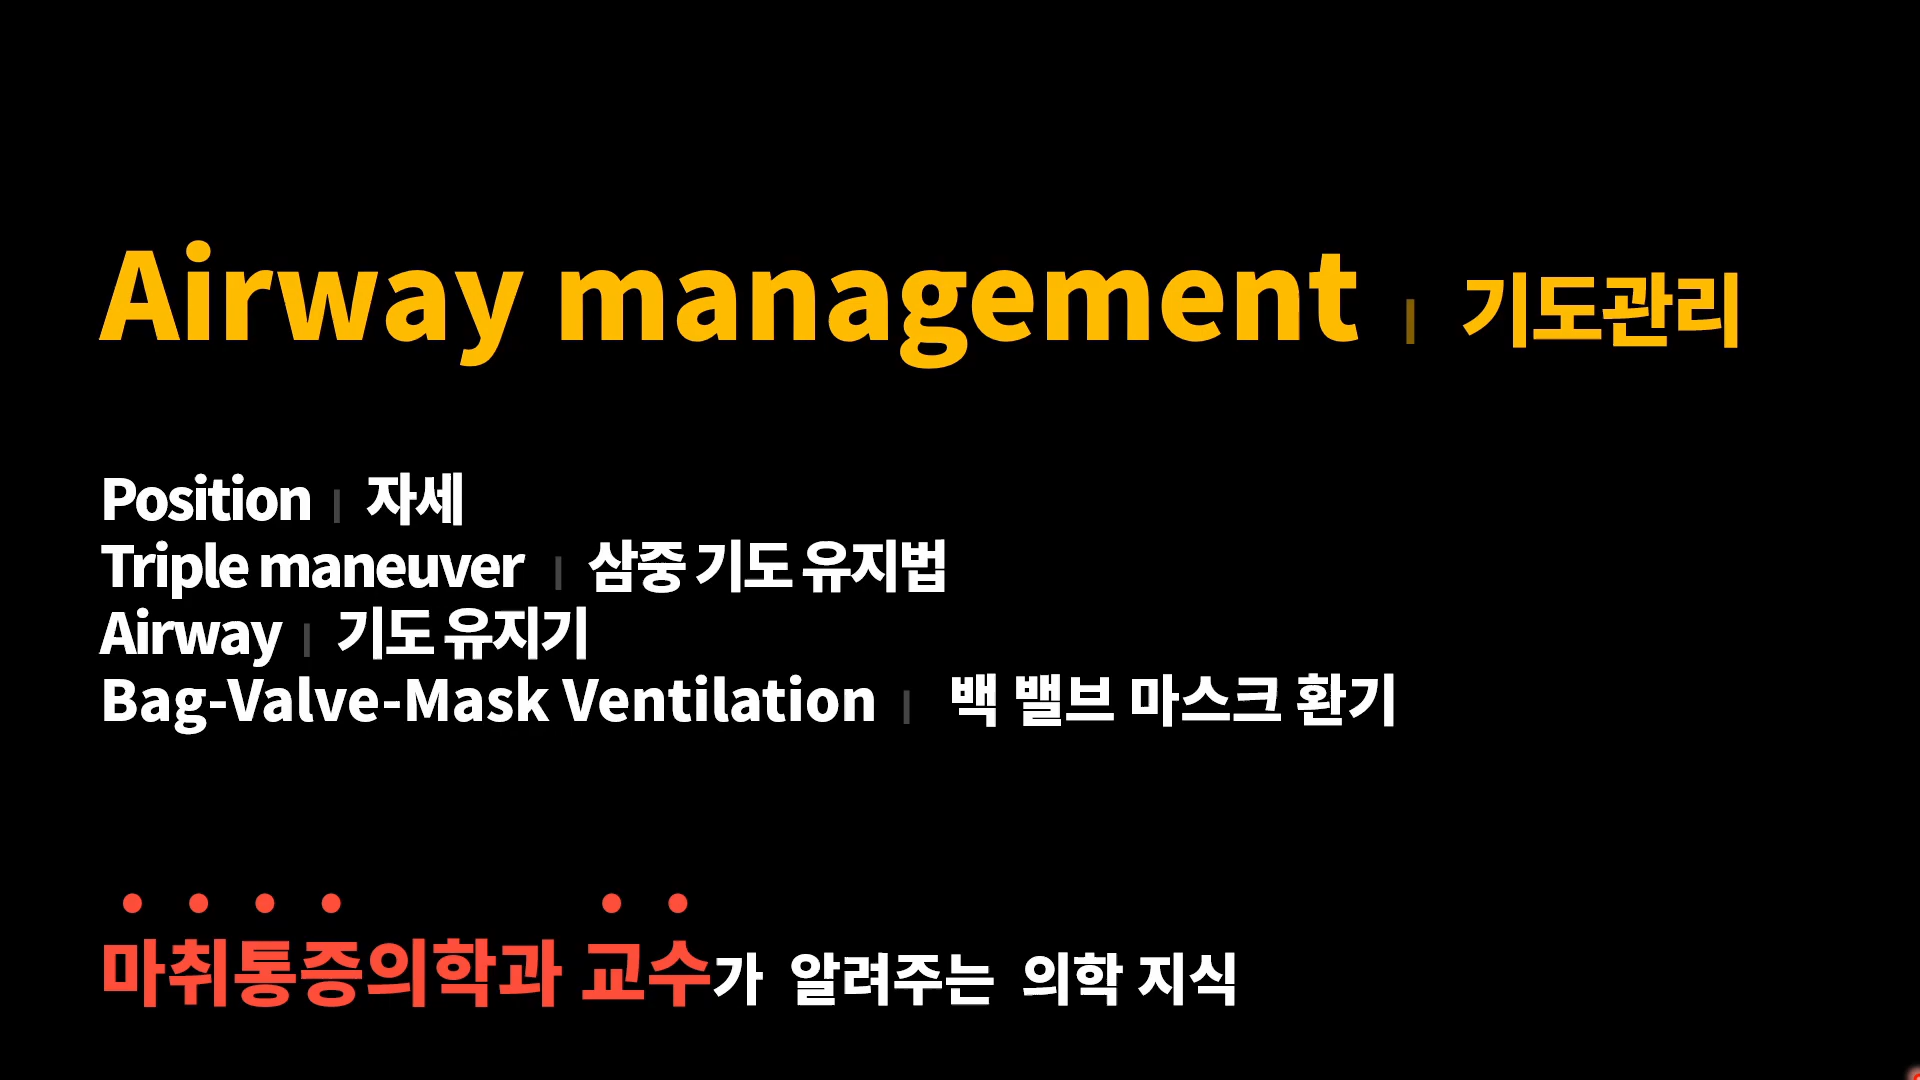 Airway management | 기도관리
Position | 자세
Triple maneuver | 삼중 기도 유지법
Airway | 기도 유지기
Bag-Valve-Mask Ventilation | 백 밸브 마스크 환기
마취통증의학과 교수가 알려주는 의학 지식